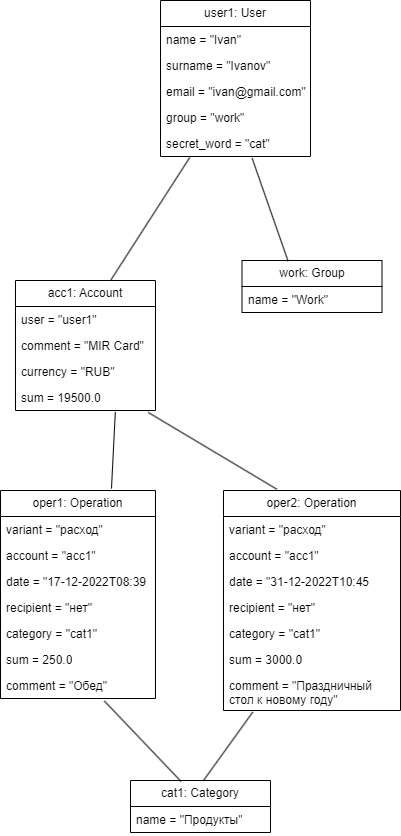 user1: User
name = "Ivan"
surname = "Ivanov"
email = "ivan@gmail.com"
group = "work"
secret_word = "cat"
work: Group
name = "Work"
acc1: Account
user = "user1"
comment = "MIR Card"
currency = "RUB"
sum = 19500.0
oper1: Operation
variant = "расход"
account = "acc1"
date = "17-12-2022T08:39
recipient = "нет"
category = "cat1"
sum = 250.0
comment = "Обед"
oper2: Operation
variant = "расход"
account = "acc1"
date = "31-12-2022T10:45
recipient = "нет"
category = "cat1"
sum = 3000.0
comment = "Праздничный
стол к новому году"
cat1: Category
name = "Продукты"